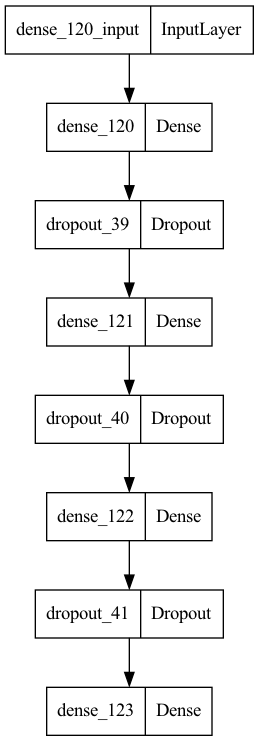 dense_120_input InputLayer
dense_120 Dense
dropout_39 Dropout
dense_121 Dense
dropout_40 Dropout
dense_122 Dense
dropout_41 Dropout
dense_123 Dense